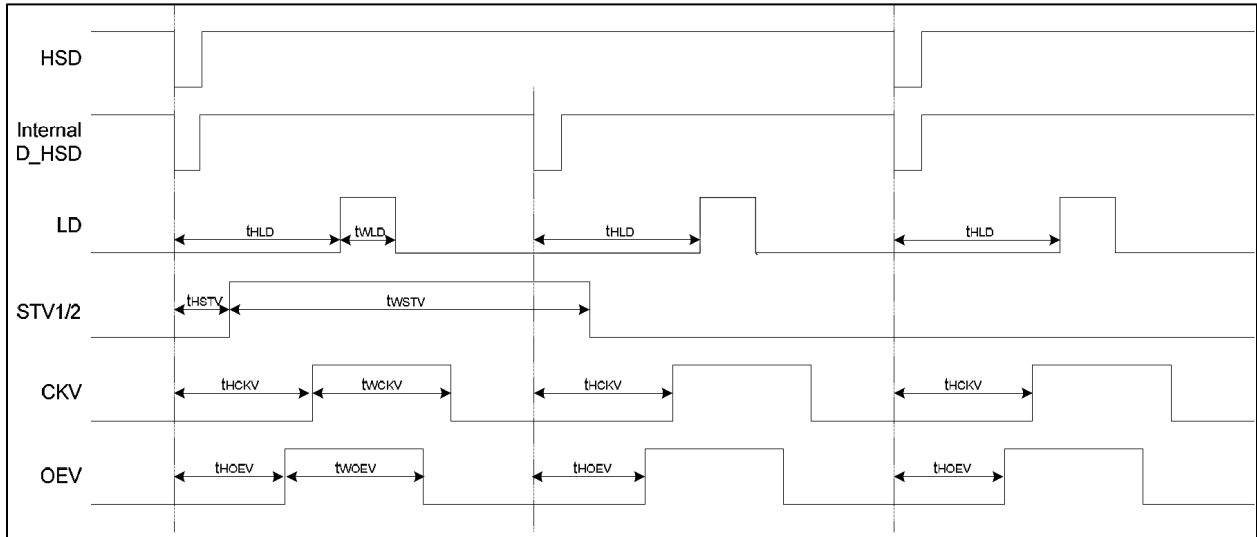 HSD
Internal
D_HSD
LD
tHLD
tWLD
tHLD
tHLD
STV1/2
tHSTV
tWSTV
CKV
tHCKV
tWCKV
tHCKV
tHCKV
OEV
tHOEV
tWOEV
tHOEV
tHOEV